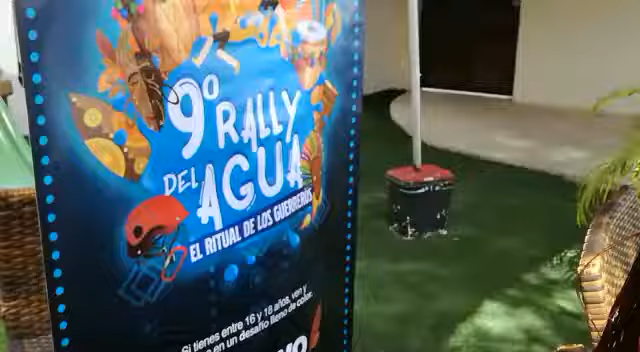 9º RALLY
DEL AGUA
EL RITUAL DE LOS GUERREROS
Si tienes entre 16 y 18 años, ven y
en un desafío lleno de color.